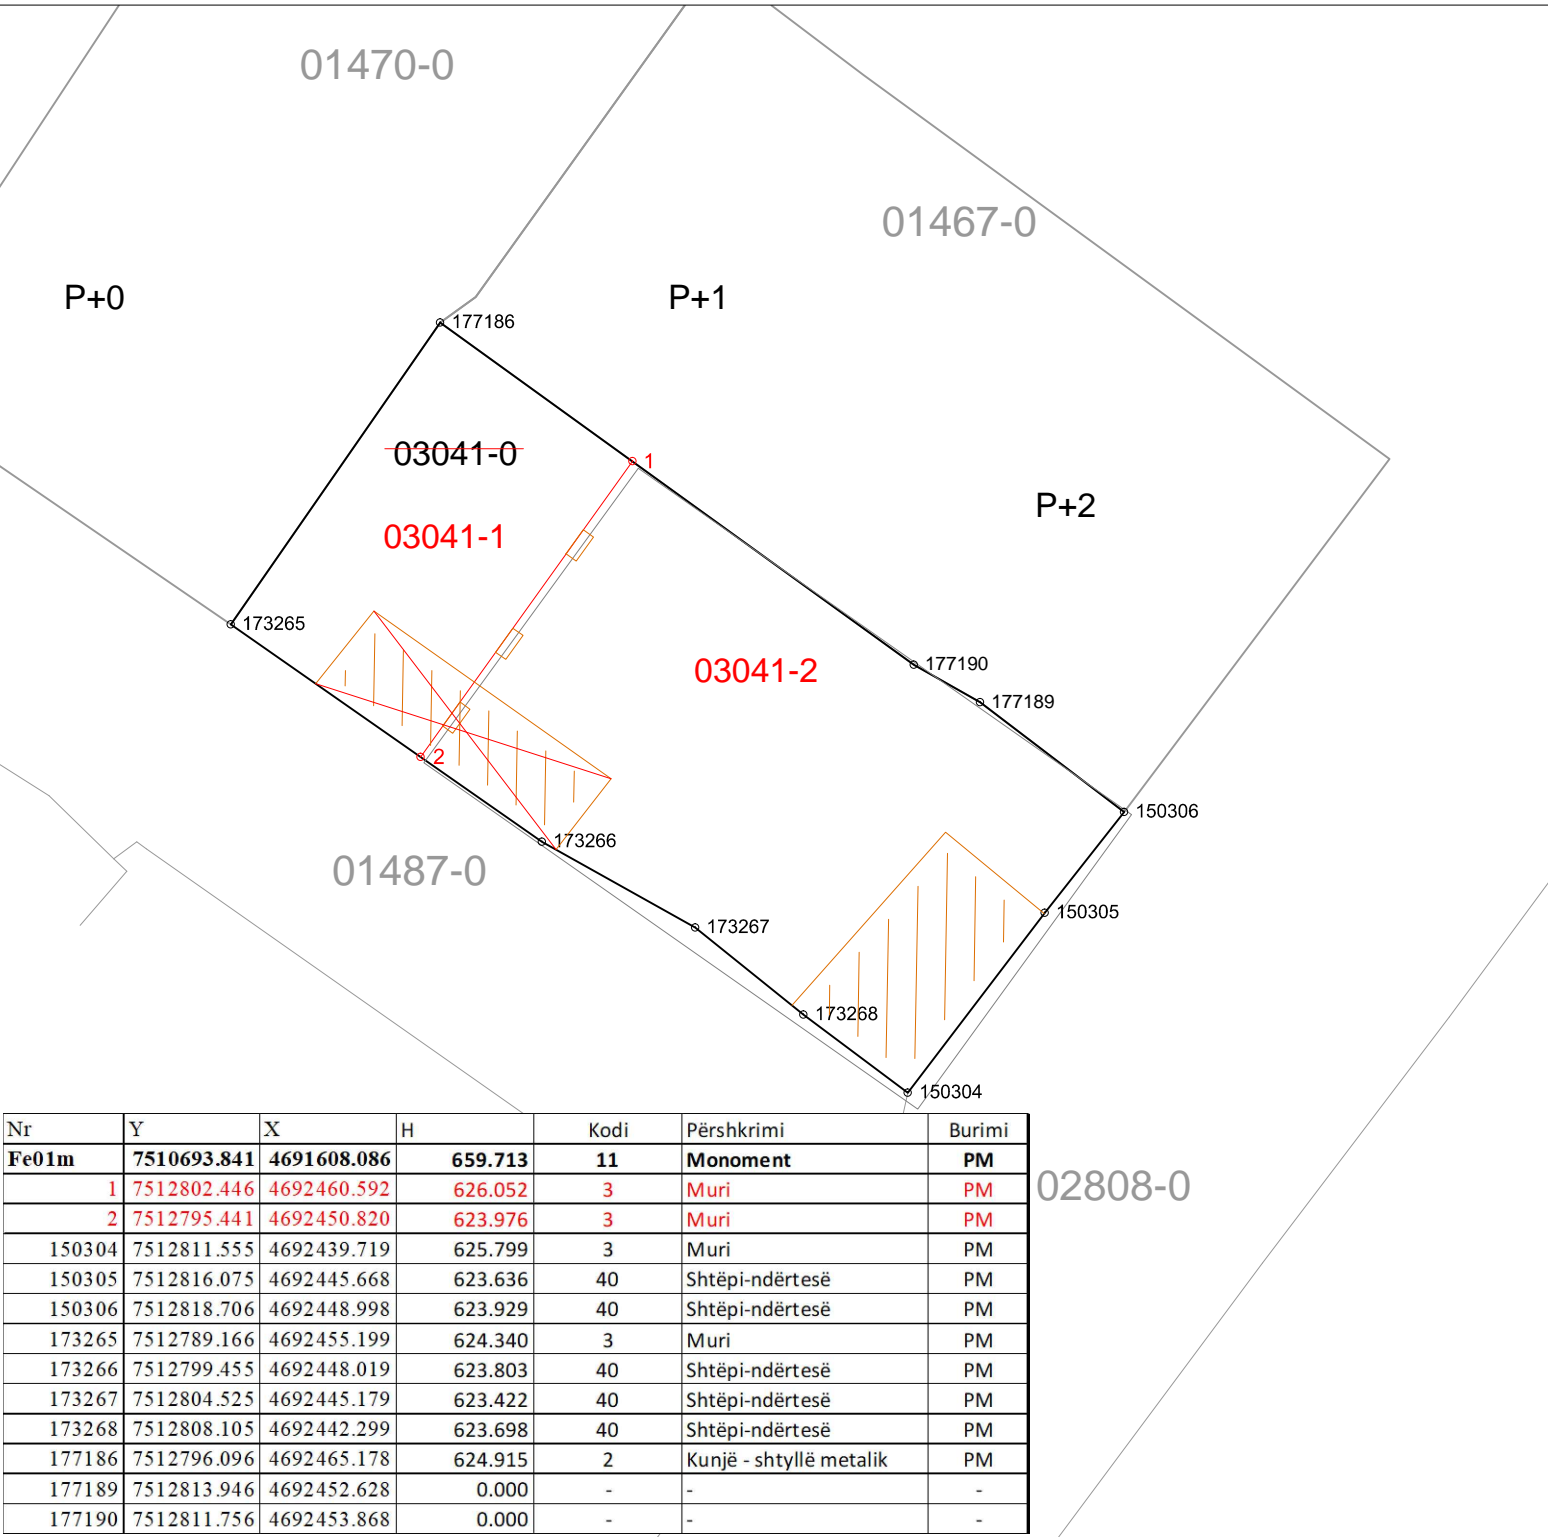 01470-0
01467-0
P+0
P+1
177186
03041-0
1
P+2
03041-1
173265
177190
03041-2
177189
2
150306
173266
01487-0
150305
173267
173268
150304
Nr Y X H Kodi Përshkrimi Burimi
Fe01m 7510693.841 4691608.086 659.713 11 Monoment PM
1 7512802.446 4692460.592 626.052 3 Muri PM
2 7512795.441 4692450.820 623.976 3 Muri PM
02808-0
150304 7512811.555 4692439.719 625.799 3 Muri PM
150305 7512816.075 4692445.668 623.636 40 Shtëpi-ndërtesë PM
150306 7512818.706 4692448.998 623.929 40 Shtëpi-ndërtesë PM
173265 7512789.166 4692455.199 624.340 3 Muri PM
173266 7512799.455 4692448.019 623.803 40 Shtëpi-ndërtesë PM
173267 7512804.525 4692445.179 623.422 40 Shtëpi-ndërtesë PM
173268 7512808.105 4692442.299 623.698 40 Shtëpi-ndërtesë PM
177186 7512796.096 4692465.178 624.915 2 Kunjë - shtyllë metalik PM
177189 7512813.946 4692452.628 0.000 - - -
177190 7512811.756 4692453.868 0.000 - - -